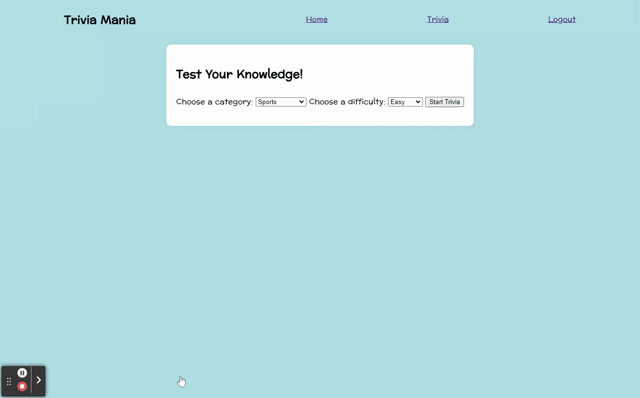 Trivia Mania Home Trivia Logout
Test Your Knowledge!
Choose a category: Sports Choose a difficulty: Easy Start Trivia